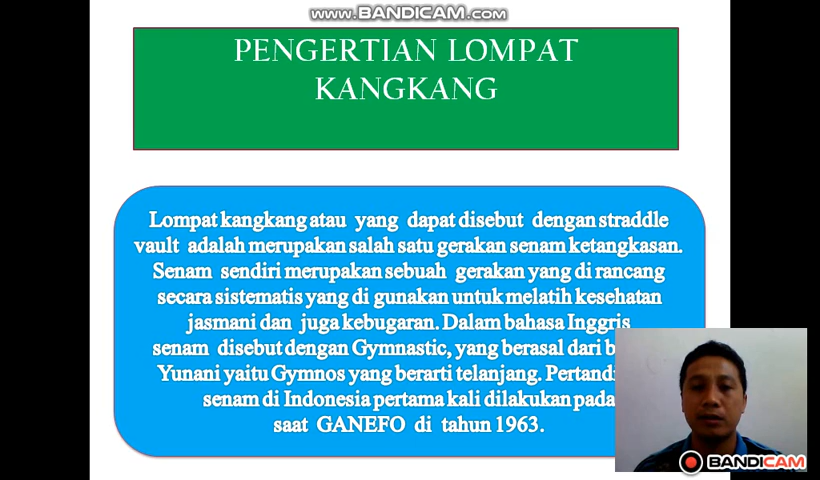 www.BANDICAM.com
PENGERTIAN LOMPAT
KANGKANG
Lompat kangkang atau yang dapat disebut dengan straddle
vault adalah merupakan salah satu gerakan senam ketangkasan.
Senam sendiri merupakan sebuah gerakan yang di rancang
secara sistematis yang di gunakan untuk melatih kesehatan
jasmani dan juga kebugaran. Dalam bahasa Inggris
senam disebut dengan Gymnastic, yang berasal dari
Yunani yaitu Gymnos yang berarti telanjang.
senam di Indonesia pertama kali dilakukan pada
saat GANEFO di tahun 1963.
BANDICAM